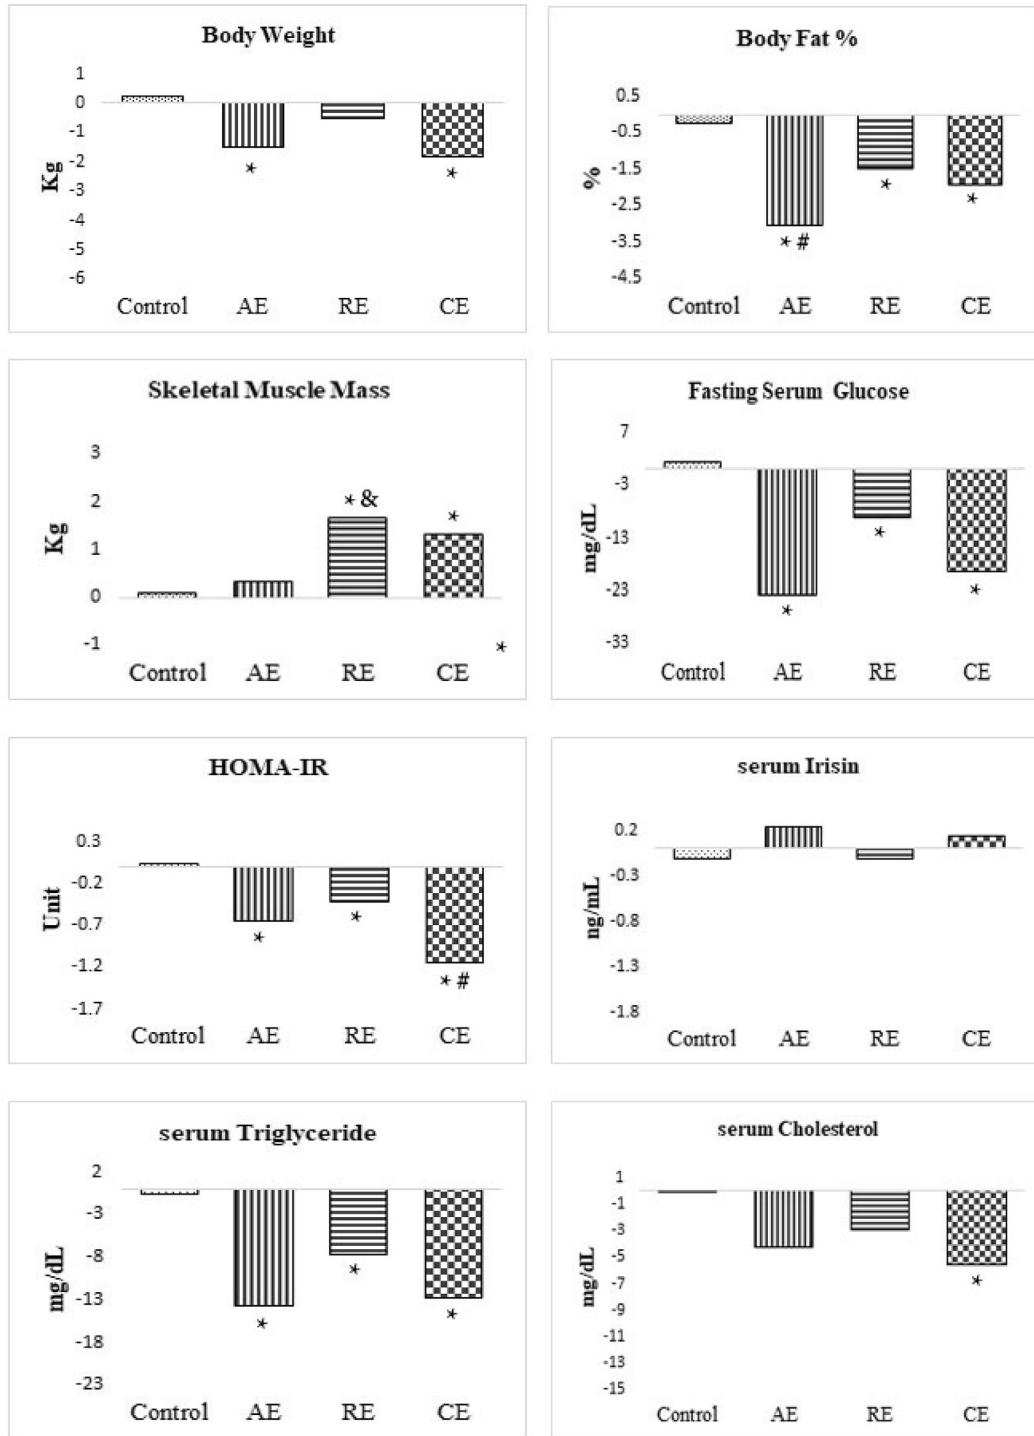 Body Weight
Kg
1
0
-1
-2
-3
-4
-5
-6
*
*
Control AE RE CE
Body Fat %
%
0.5
-0.5
-1.5
-2.5
-3.5
-4.5
* #
*
*
Control AE RE CE
Skeletal Muscle Mass
Kg
3
2
1
0
-1
* &
*
*
Control AE RE CE
Fasting Serum Glucose
mg/dL
7
-3
-13
-23
-33
*
*
*
Control AE RE CE
HOMA-IR
Unit
0.3
-0.2
-0.7
-1.2
-1.7
*
*
* #
Control AE RE CE
serum Irisin
ng/mL
0.2
-0.3
-0.8
-1.3
-1.8
Control AE RE CE
serum Triglyceride
mg/dL
2
-3
-8
-13
-18
-23
*
*
*
Control AE RE CE
serum Cholesterol
mg/dL
1
-1
-3
-5
-7
-9
-11
-13
-15
*
Control AE RE CE